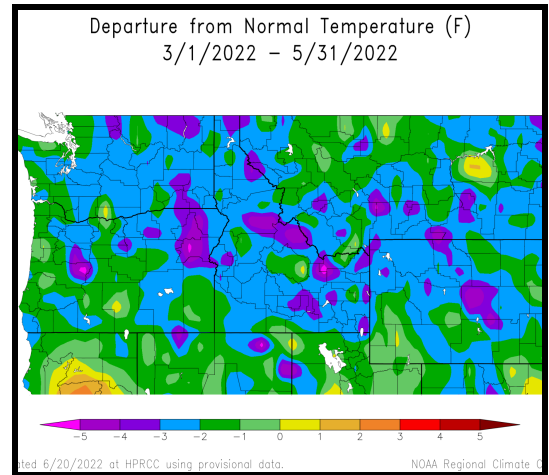 Departure from Normal Temperature (F)
3/1/2022 – 5/31/2022
-5 -4 -3 -2 -1 0 1 2 3 4 5
6/20/2022 at HPRCC using provisional data. NOAA Regional Climate